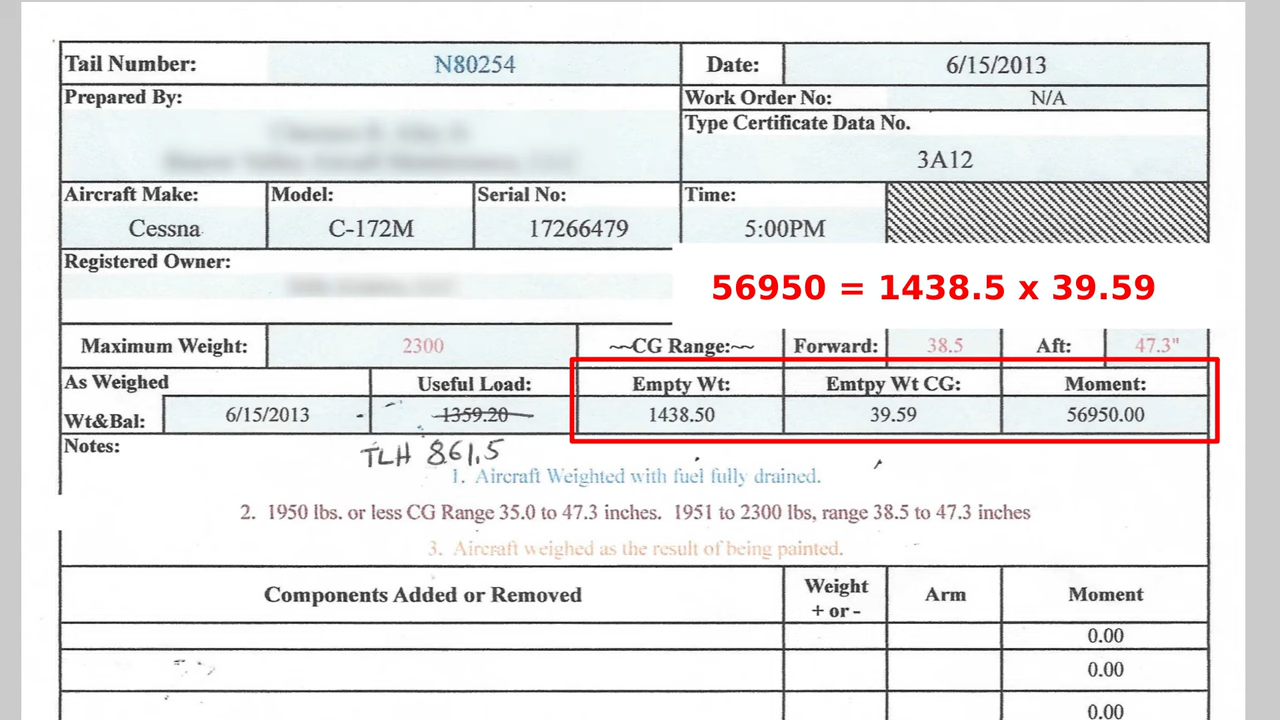 Tail Number: N80254 Date: 6/15/2013
Prepared By: Work Order No: N/A
Type Certificate Data No.
3A12
Aircraft Make: Model: Serial No: Time:
Cessna C-172M 17266479 5:00PM
Registered Owner:
56950 = 1438.5 x 39.59
Maximum Weight: 2300 ~~CG Range:~~ Forward: 38.5 Aft: 47.3"
As Weighed Useful Load: Empty Wt: Emtpy Wt CG: Moment:
Wt&Bal: 6/15/2013 - 1359.20 1438.50 39.59 56950.00
Notes: TLH 861.5
1. Aircraft Weighted with fuel fully drained.
2. 1950 lbs. or less CG Range 35.0 to 47.3 inches. 1951 to 2300 lbs, range 38.5 to 47.3 inches
3. Aircraft weighed as the result of being painted.
Components Added or Removed Weight + or - Arm Moment
0.00
0.00
0.00